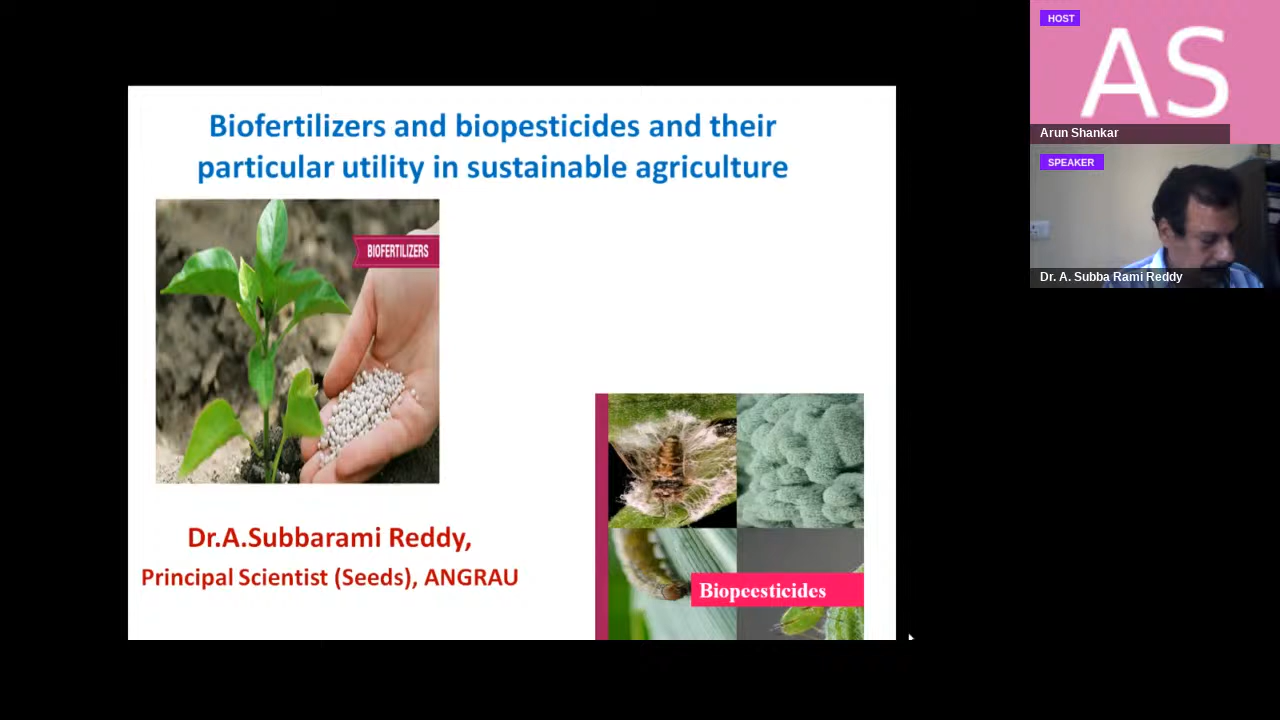 Biofertilizers and biopesticides and their
particular utility in sustainable agriculture
BIOFERTILIZERS
Biopeesticides
Dr.A.Subbarami Reddy,
Principal Scientist (Seeds), ANGRAU
HOST
AS
Arun Shankar
SPEAKER
Dr. A. Subba Rami Reddy